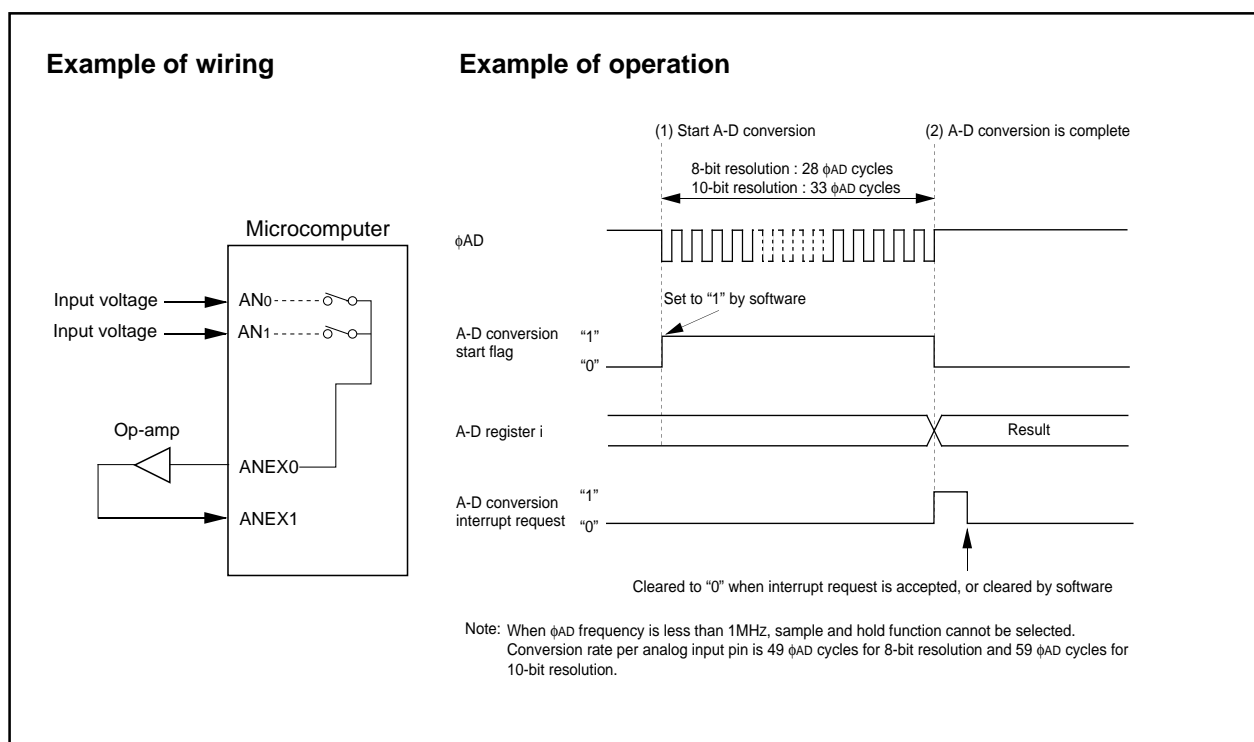 Example of wiring
Example of operation
Microcomputer
Input voltage
AN0
Input voltage
AN1
Op-amp
ANEX0
ANEX1
(1) Start A-D conversion
(2) A-D conversion is complete
8-bit resolution : 28 ϕAD cycles
10-bit resolution : 33 ϕAD cycles
ϕAD
Set to “1” by software
A-D conversion
start flag
“1”
“0”
A-D register i
Result
A-D conversion
interrupt request
“1”
“0”
Cleared to “0” when interrupt request is accepted, or cleared by software
Note: When ϕAD frequency is less than 1MHZ, sample and hold function cannot be selected.
Conversion rate per analog input pin is 49 ϕAD cycles for 8-bit resolution and 59 ϕAD cycles for
10-bit resolution.